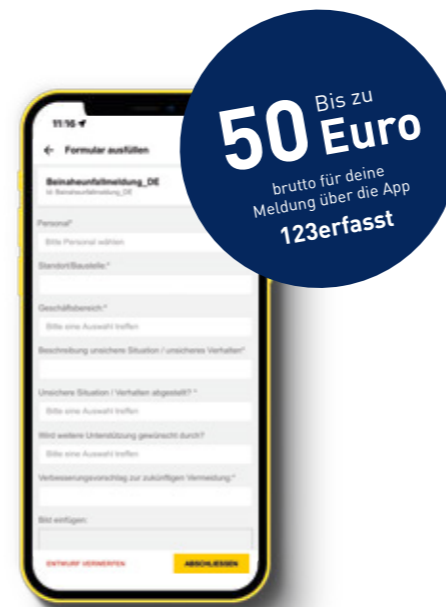 11:16
Formular ausfüllen
Beinaheunfallmeldung_DE
Id: Beinaheunfallmeldung_DE
Personal*
Bitte Personal wählen
Standort/Baustelle:*
Geschäftsbereich:*
Bitte eine Auswahl treffen
Beschreibung unsichere Situation / unsicheres Verhalten*
Unsichere Situation / Verhalten abgestellt? *
Bitte eine Auswahl treffen
Wird weitere Unterstützung gewünscht durch?
Bitte eine Auswahl treffen
Verbesserungsvorschlag zur zukünftigen Vermeidung:*
Bild einfügen:
ENTWURF VERWERFEN
ABSCHLIESSEN
Bis zu
50 Euro
brutto für deine
Meldung über die App
123erfasst